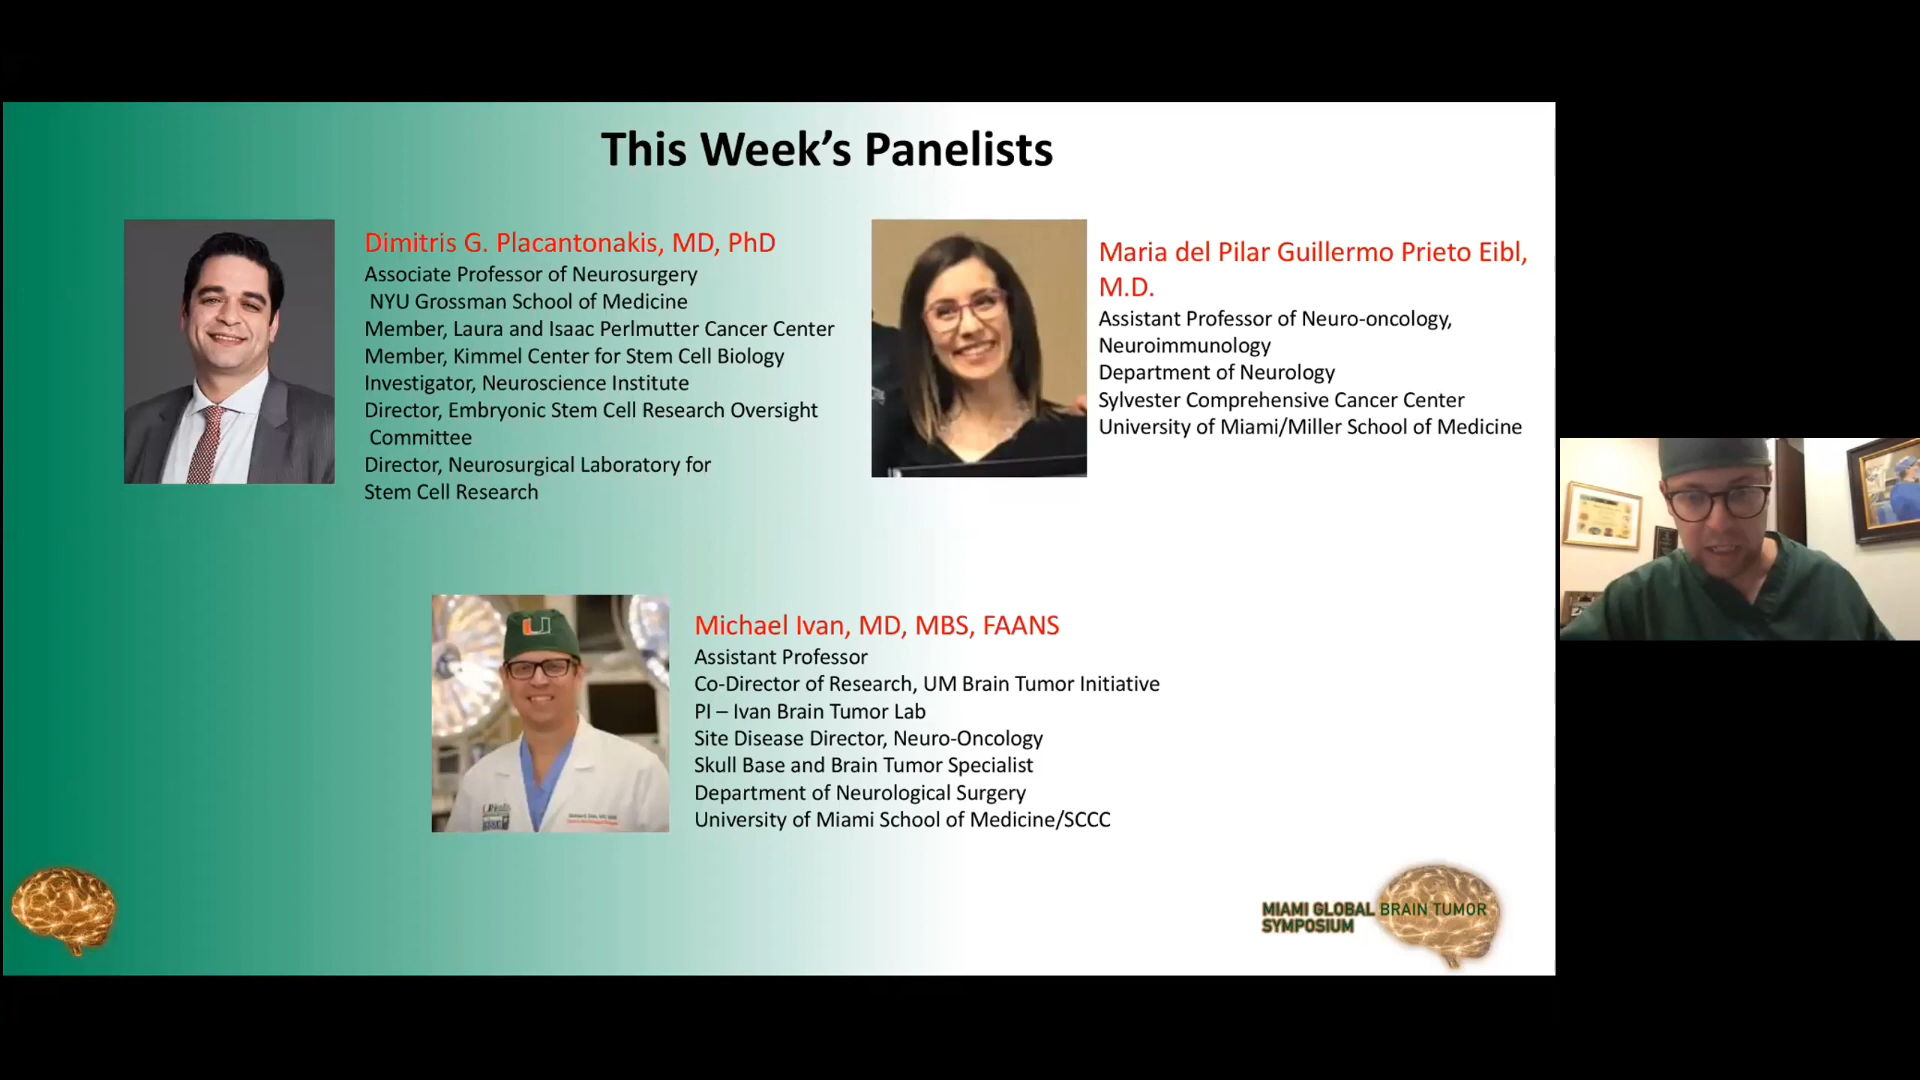 This Week’s Panelists
Dimitris G. Placantonakis, MD, PhD
Associate Professor of Neurosurgery
NYU Grossman School of Medicine
Member, Laura and Isaac Perlmutter Cancer Center
Member, Kimmel Center for Stem Cell Biology
Investigator, Neuroscience Institute
Director, Embryonic Stem Cell Research Oversight
Committee
Director, Neurosurgical Laboratory for
Stem Cell Research
Maria del Pilar Guillermo Prieto Eibl,
M.D.
Assistant Professor of Neuro-oncology,
Neuroimmunology
Department of Neurology
Sylvester Comprehensive Cancer Center
University of Miami/Miller School of Medicine
Michael Ivan, MD, MBS, FAANS
Assistant Professor
Co-Director of Research, UM Brain Tumor Initiative
PI – Ivan Brain Tumor Lab
Site Disease Director, Neuro-Oncology
Skull Base and Brain Tumor Specialist
Department of Neurological Surgery
University of Miami School of Medicine/SCCC
MIAMI GLOBAL BRAIN TUMOR
SYMPOSIUM